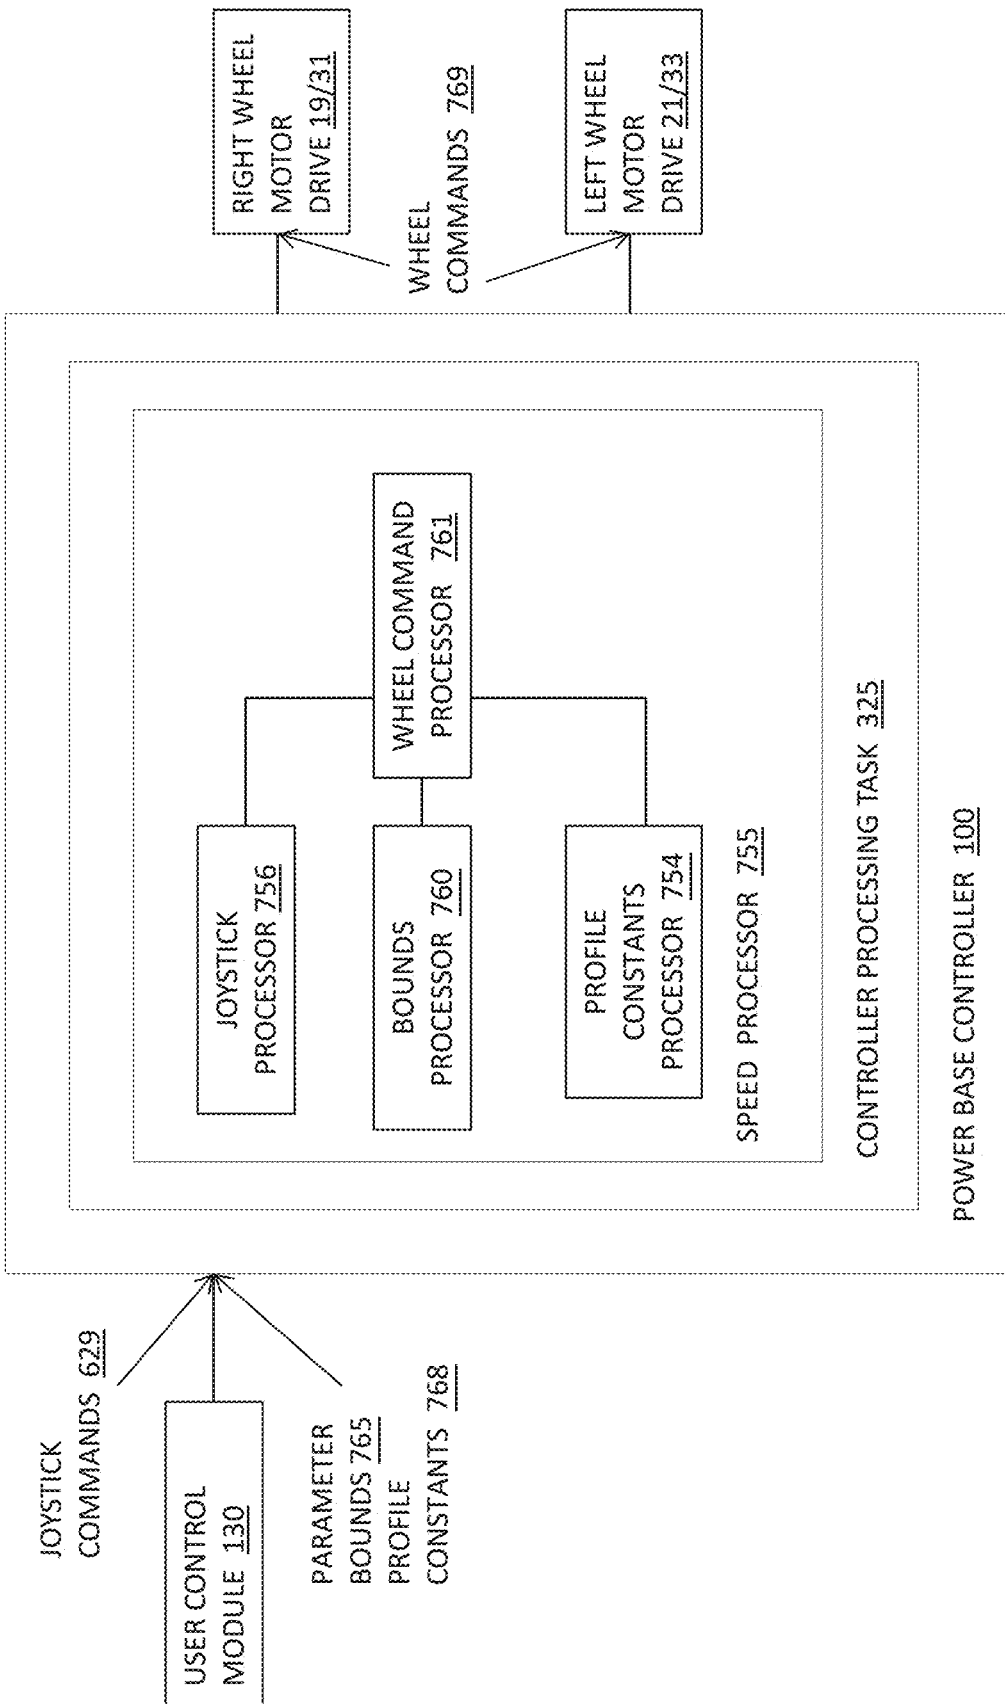 JOYSTICK
COMMANDS 629
USER CONTROL
MODULE 130
PARAMETER
BOUNDS 765
PROFILE
CONSTANTS 768
JOYSTICK
PROCESSOR 756
BOUNDS
PROCESSOR 760
PROFILE
CONSTANTS
PROCESSOR 754
WHEEL COMMAND
PROCESSOR 761
SPEED PROCESSOR 755
CONTROLLER PROCESSING TASK 325
POWER BASE CONTROLLER 100
RIGHT WHEEL
MOTOR
DRIVE 19/31
WHEEL
COMMANDS 769
LEFT WHEEL
MOTOR
DRIVE 21/33